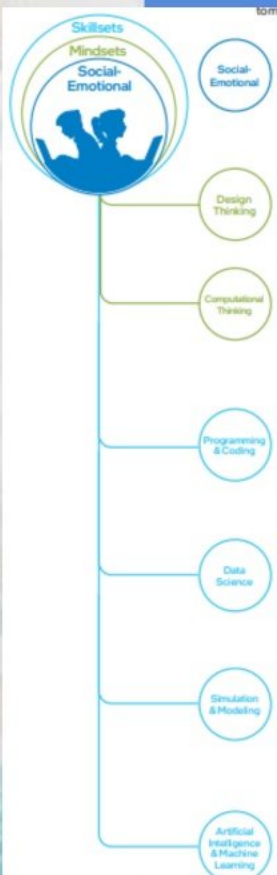 tom
Skillsets
Mindsets
Social-
Emotional
Social-
Emotional
Design
Thinking
Computational
Thinking
Programming
& Coding
Data
Science
Simulation
& Modeling
Artificial
Intelligence
& Machine
Learning